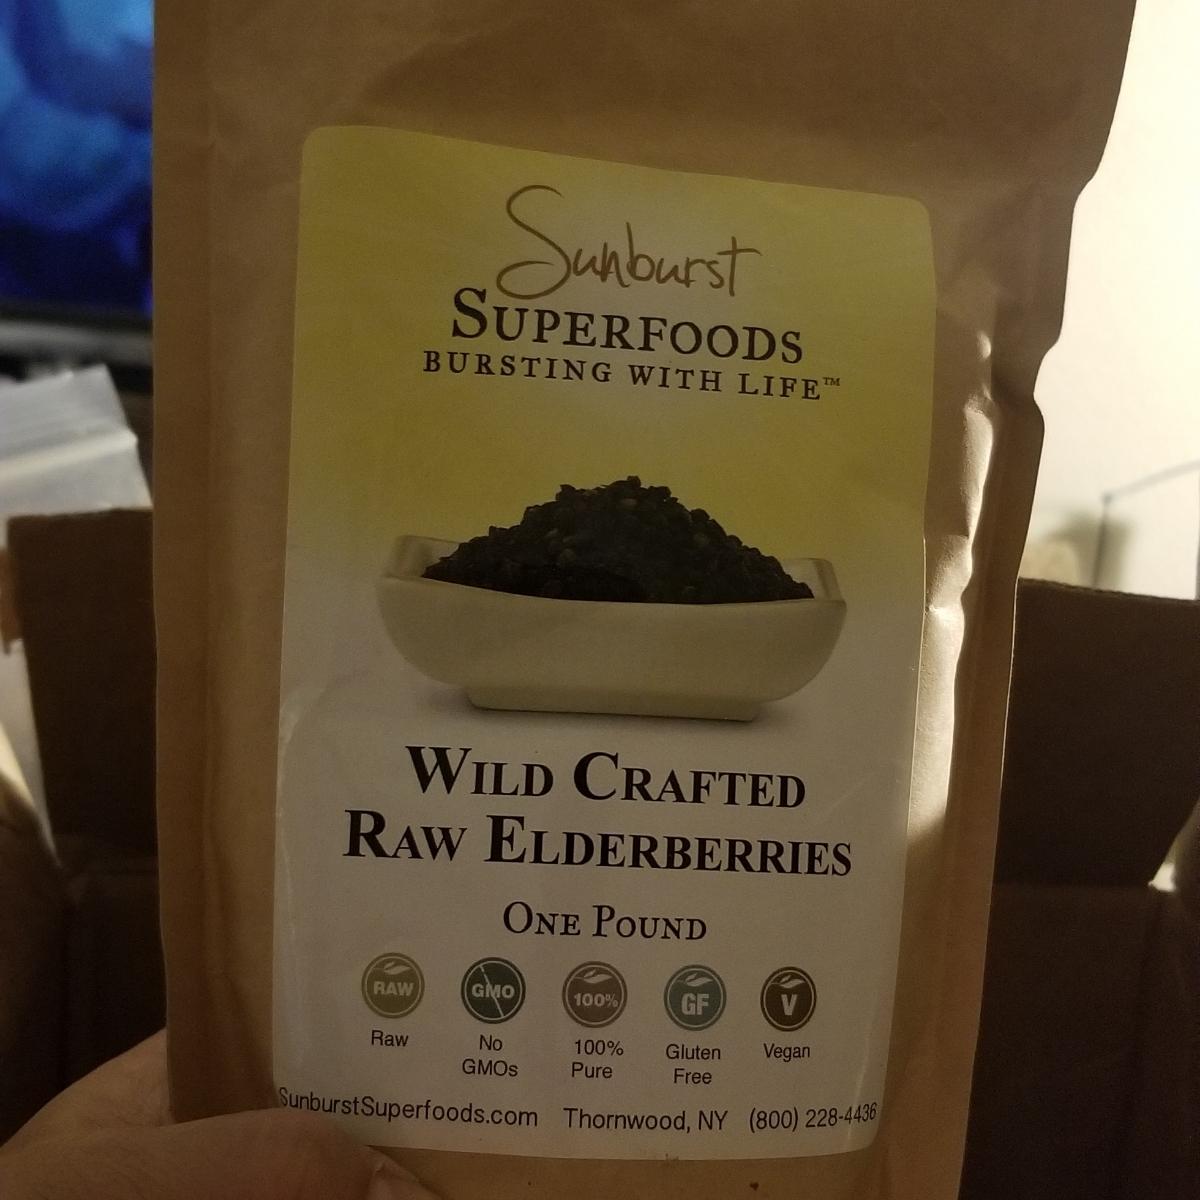 Sunburst
SUPERFOODS
BURSTING WITH LIFE™
WILD CRAFTED
RAW ELDERBERRIES
ONE POUND
RAW GMO 100% GF V
Raw No GMOs 100% Pure Gluten Free Vegan
SunburstSuperfoods.com Thornwood, NY (800) 228-4436